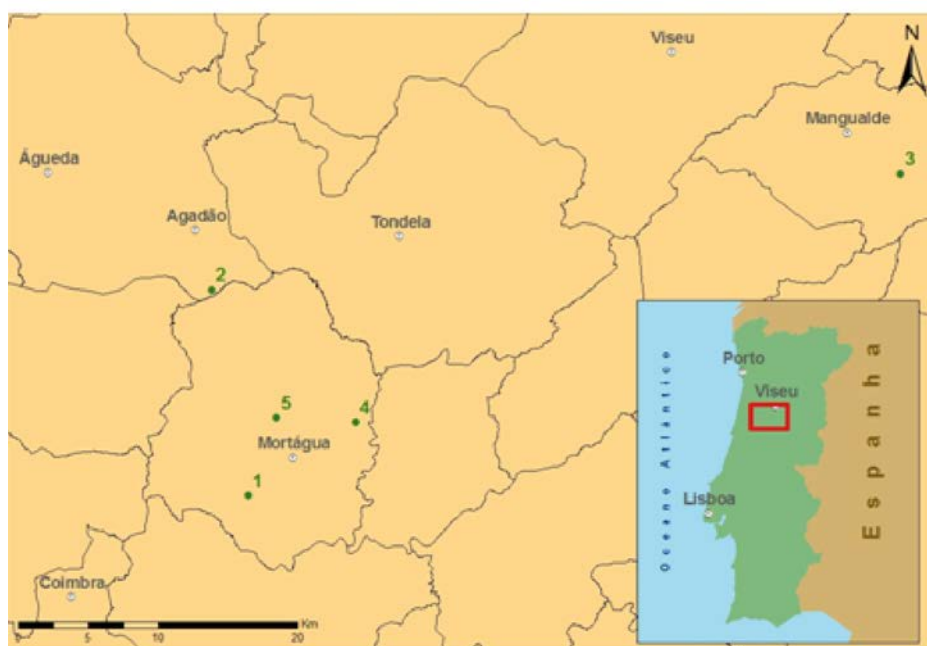 N
Viseu
Mangualde
3
Águeda
Agadão
Tondela
2
Porto
Viseu
Oceano Atlântico
Espanha
5
4
Mortágua
1
Lisboa
Coimbra
0 5 10 20 Km